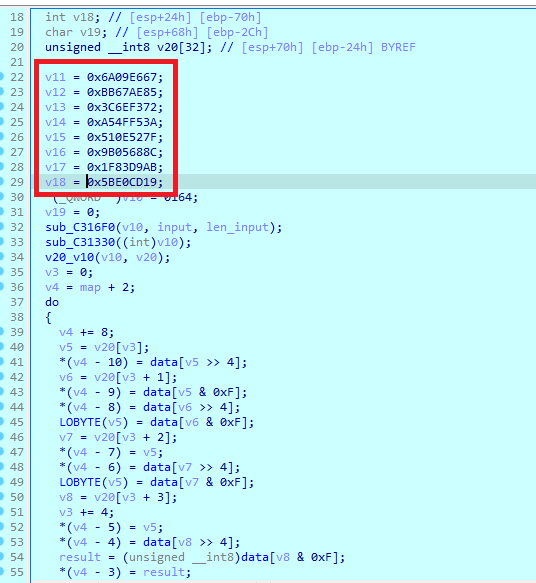 18 int v18; // [esp+24h] [ebp-70h]
19 char v19; // [esp+68h] [ebp-2Ch]
20 unsigned __int8 v20[32]; // [esp+70h] [ebp-24h] BYREF
21
22 v11 = 0x6A09E667;
23 v12 = 0xBB67AE85;
24 v13 = 0x3C6EF372;
25 v14 = 0xA54FF53A;
26 v15 = 0x510E527F;
27 v16 = 0x9B05688C;
28 v17 = 0x1F83D9AB;
29 v18 = 0x5BE0CD19;
30 (_QWORD )v10 = 0i64;
31 v19 = 0;
32 sub_C316F0(v10, input, len_input);
33 sub_C31330((int)v10);
34 v20_v10(v10, v20);
35 v3 = 0;
36 v4 = map + 2;
37 do
38 {
39 v4 += 8;
40 v5 = v20[v3];
41 *(v4 - 10) = data[v5 >> 4];
42 v6 = v20[v3 + 1];
43 *(v4 - 9) = data[v5 & 0xF];
44 *(v4 - 8) = data[v6 >> 4];
45 LOBYTE(v5) = data[v6 & 0xF];
46 v7 = v20[v3 + 2];
47 *(v4 - 7) = v5;
48 *(v4 - 6) = data[v7 >> 4];
49 LOBYTE(v5) = data[v7 & 0xF];
50 v8 = v20[v3 + 3];
51 v3 += 4;
52 *(v4 - 5) = v5;
53 *(v4 - 4) = data[v8 >> 4];
54 result = (unsigned __int8)data[v8 & 0xF];
55 *(v4 - 3) = result;